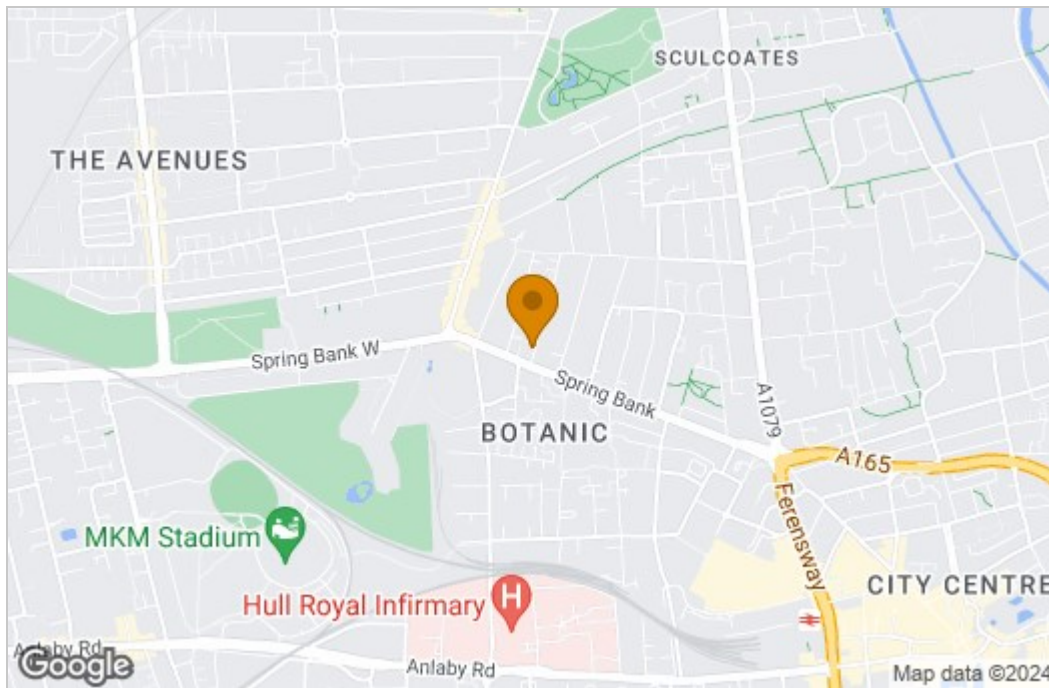 SCULCOATES
THE AVENUES
Spring Bank W
Spring Bank
A1079
BOTANIC
A165
Ferensway
MKM Stadium
CITY CENTRE
Hull Royal Infirmary
H
Anlaby Rd
Anlaby Rd
Google
Map data ©2024